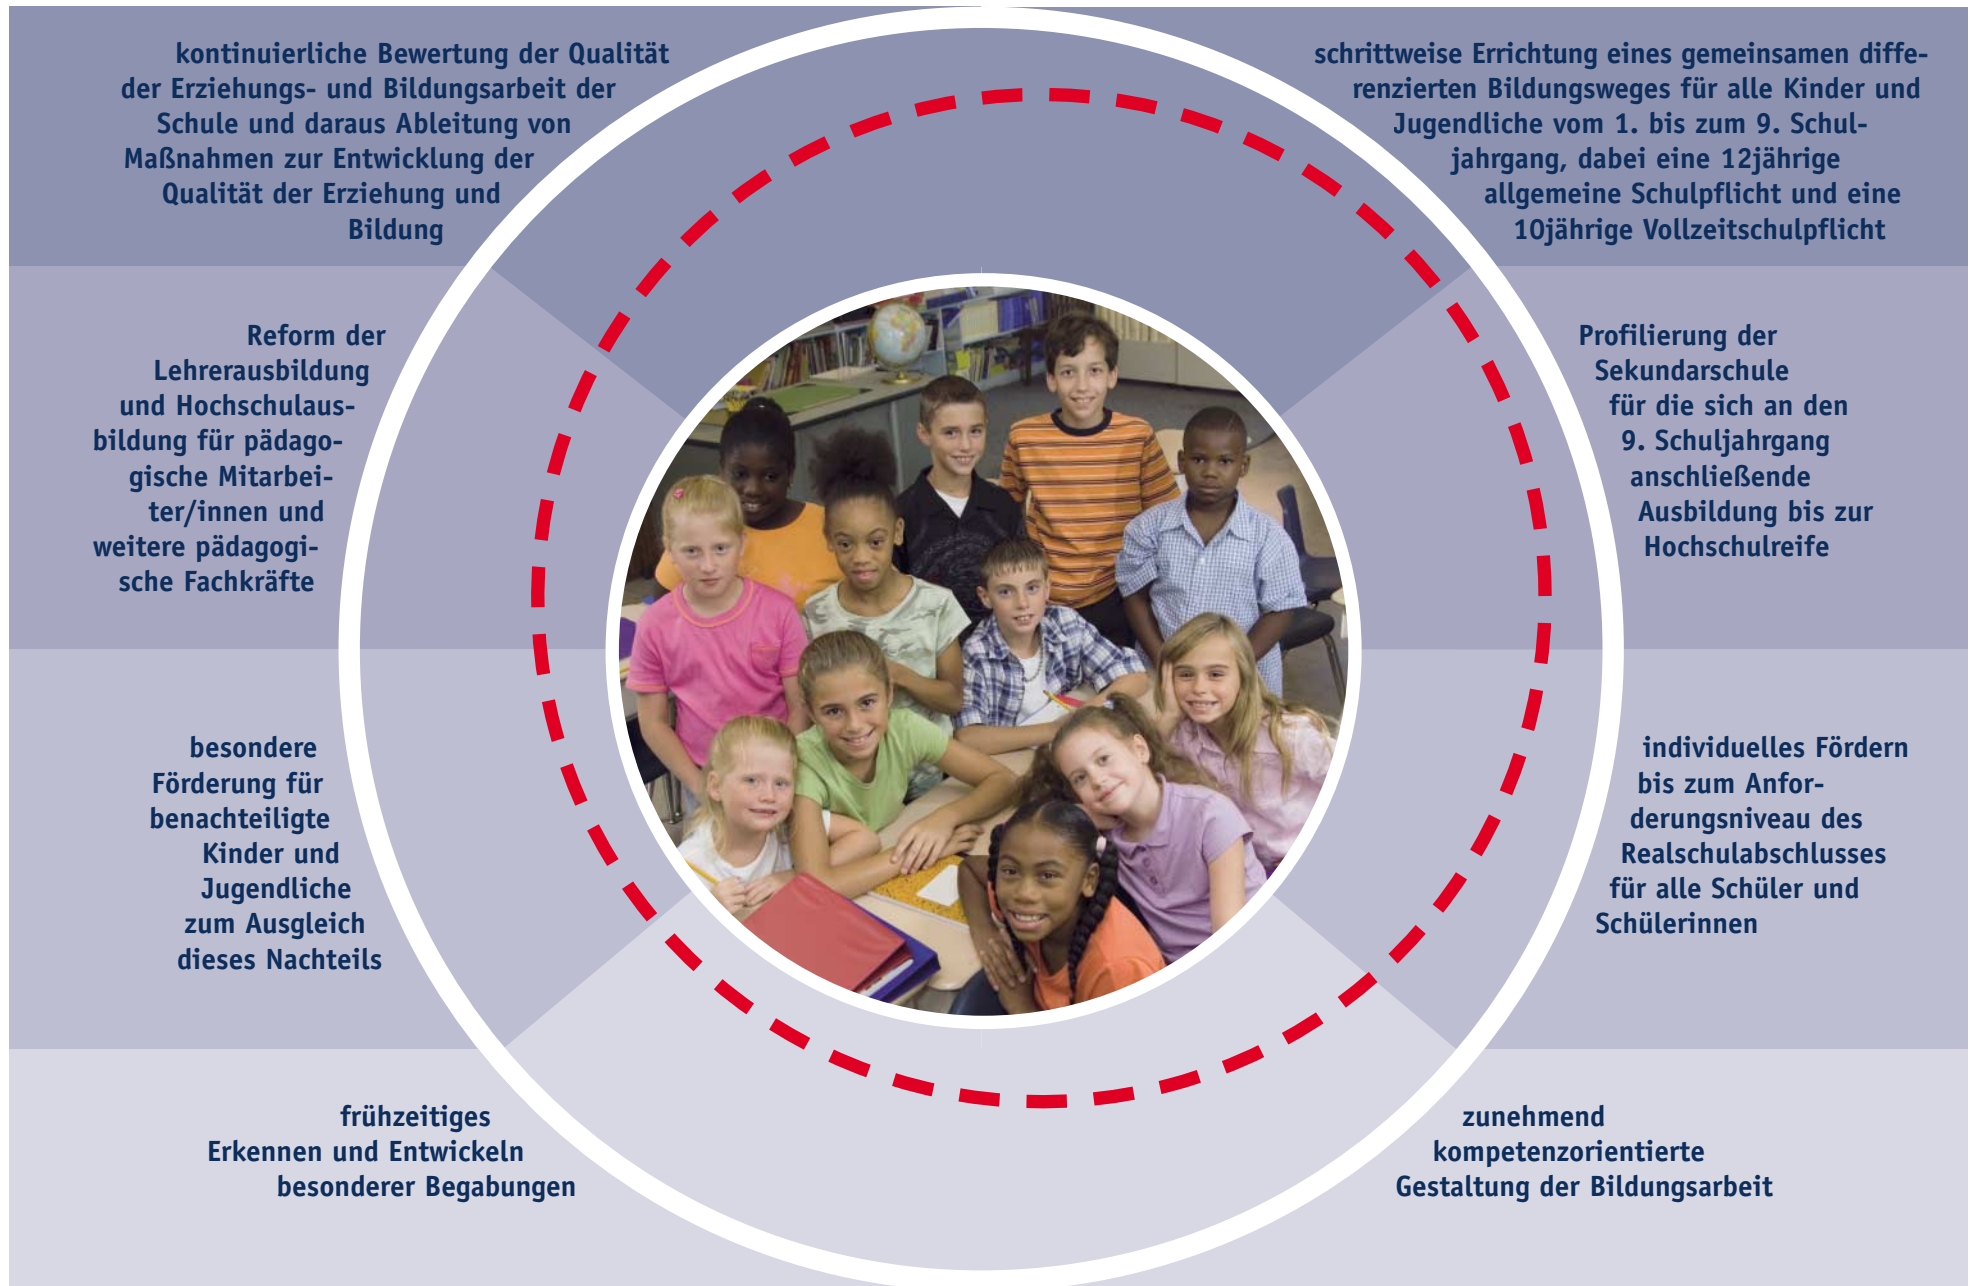 kontinuierliche Bewertung der Qualität
der Erziehungs- und Bildungsarbeit der
Schule und daraus Ableitung von
Maßnahmen zur Entwicklung der
Qualität der Erziehung und
Bildung
schrittweise Errichtung eines gemeinsamen diffe-
renzierten Bildungsweges für alle Kinder und
Jugendliche vom 1. bis zum 9. Schul-
jahrgang, dabei eine 12jährige
allgemeine Schulpflicht und eine
10jährige Vollzeitschulpflicht
Reform der
Lehrerausbildung
und Hochschulaus-
bildung für pädago-
gische Mitarbei-
ter/innen und
weitere pädagogi-
sche Fachkräfte
Profilierung der
Sekundarschule
für die sich an den
9. Schuljahrgang
anschließende
Ausbildung bis zur
Hochschulreife
besondere
Förderung für
benachteiligte
Kinder und
Jugendliche
zum Ausgleich
dieses Nachteils
individuelles Fördern
bis zum Anfor-
derungsniveau des
Realschulabschlusses
für alle Schüler und
Schülerinnen
frühzeitiges
Erkennen und Entwickeln
besonderer Begabungen
zunehmend
kompetenzorientierte
Gestaltung der Bildungsarbeit